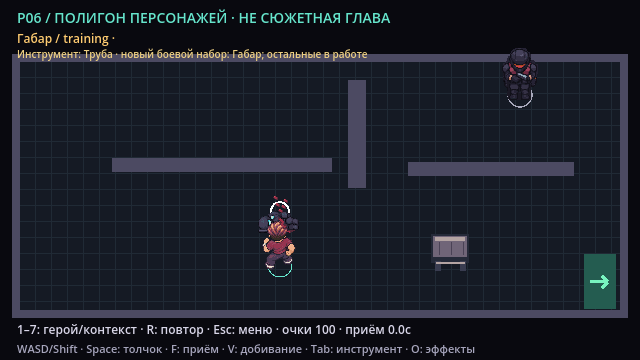 P06 / ПОЛИГОН ПЕРСОНАЖЕЙ · НЕ СЮЖЕТНАЯ ГЛАВА
Габар / training ·
Инструмент: Труба · новый боевой набор: Габар; остальные в работе
1–7: герой/контекст · R: повтор · Esc: меню · очки 100 · приём 0.0с
WASD/Shift · Space: толчок · F: приём · V: добивание · Tab: инструмент · O: эффекты